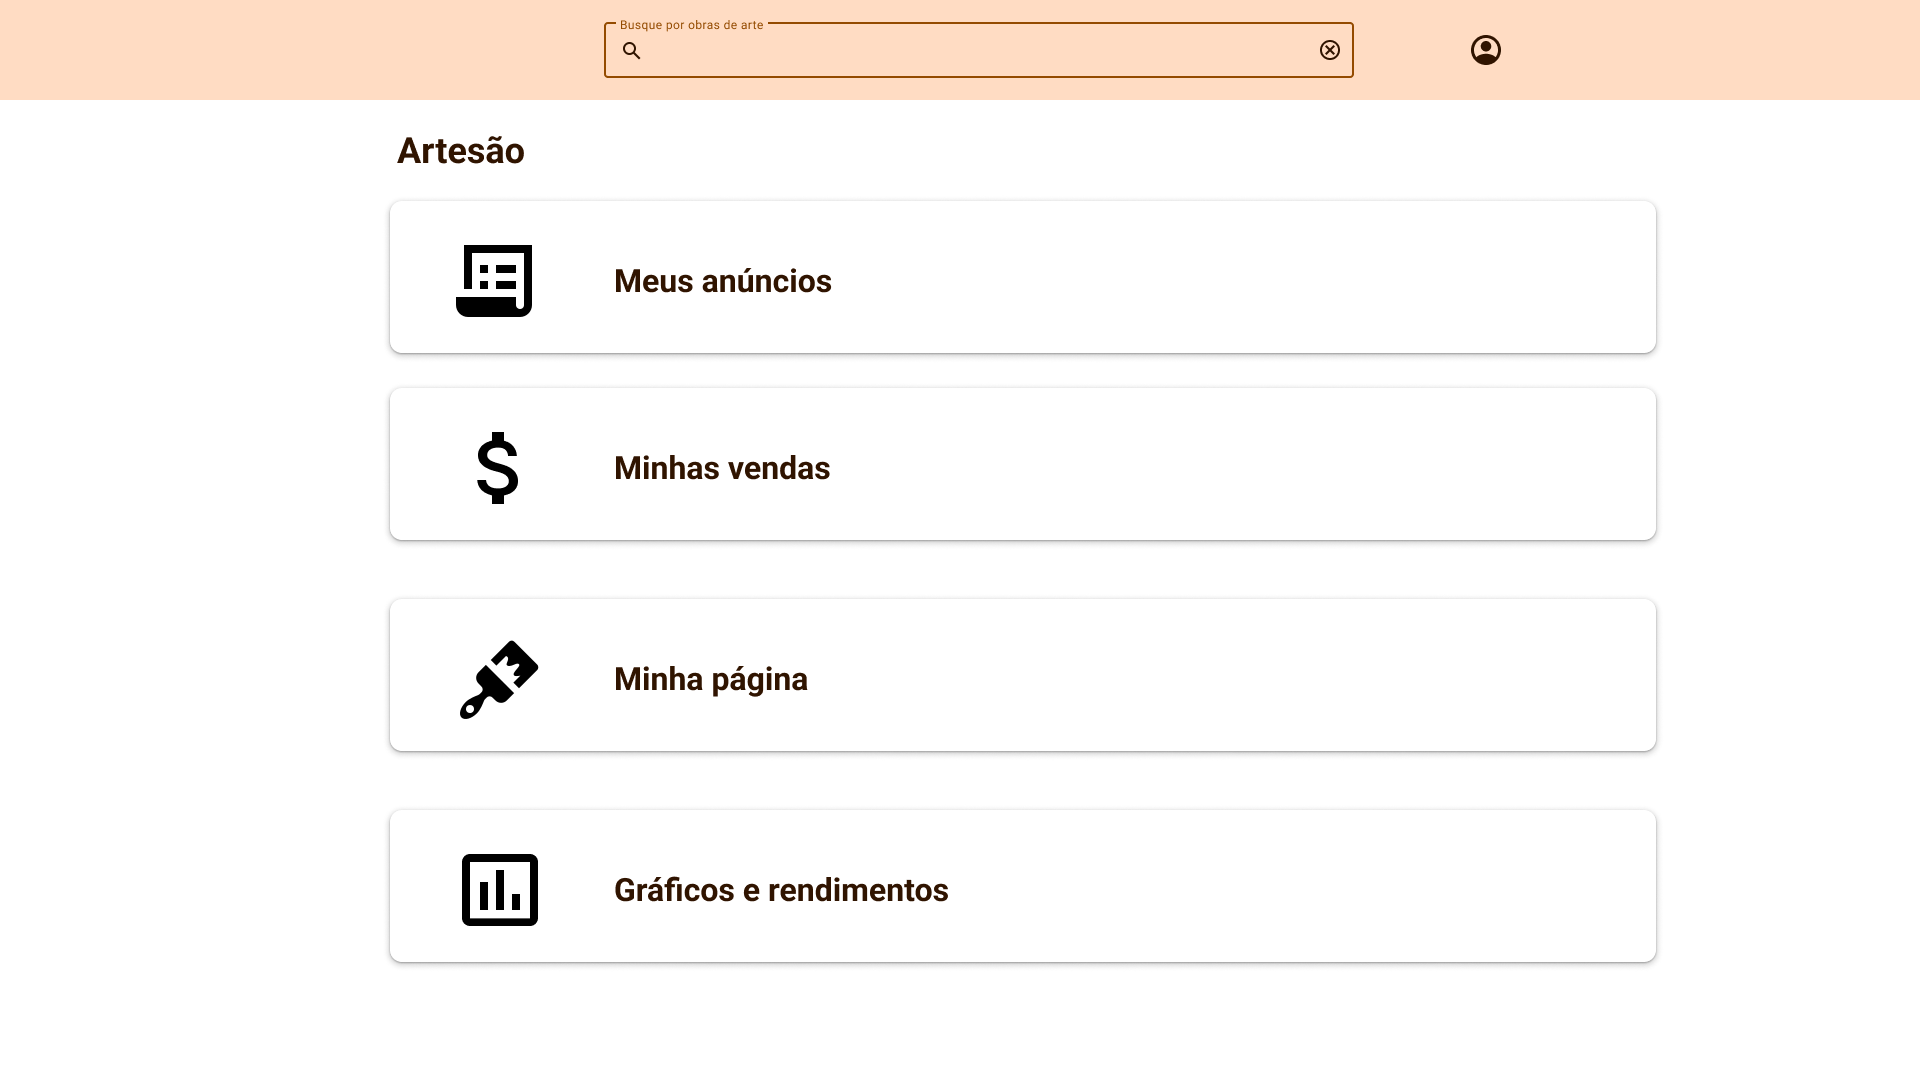 Busque por obras de arte
Artesão
Meus anúncios
Minhas vendas
Minha página
Gráficos e rendimentos